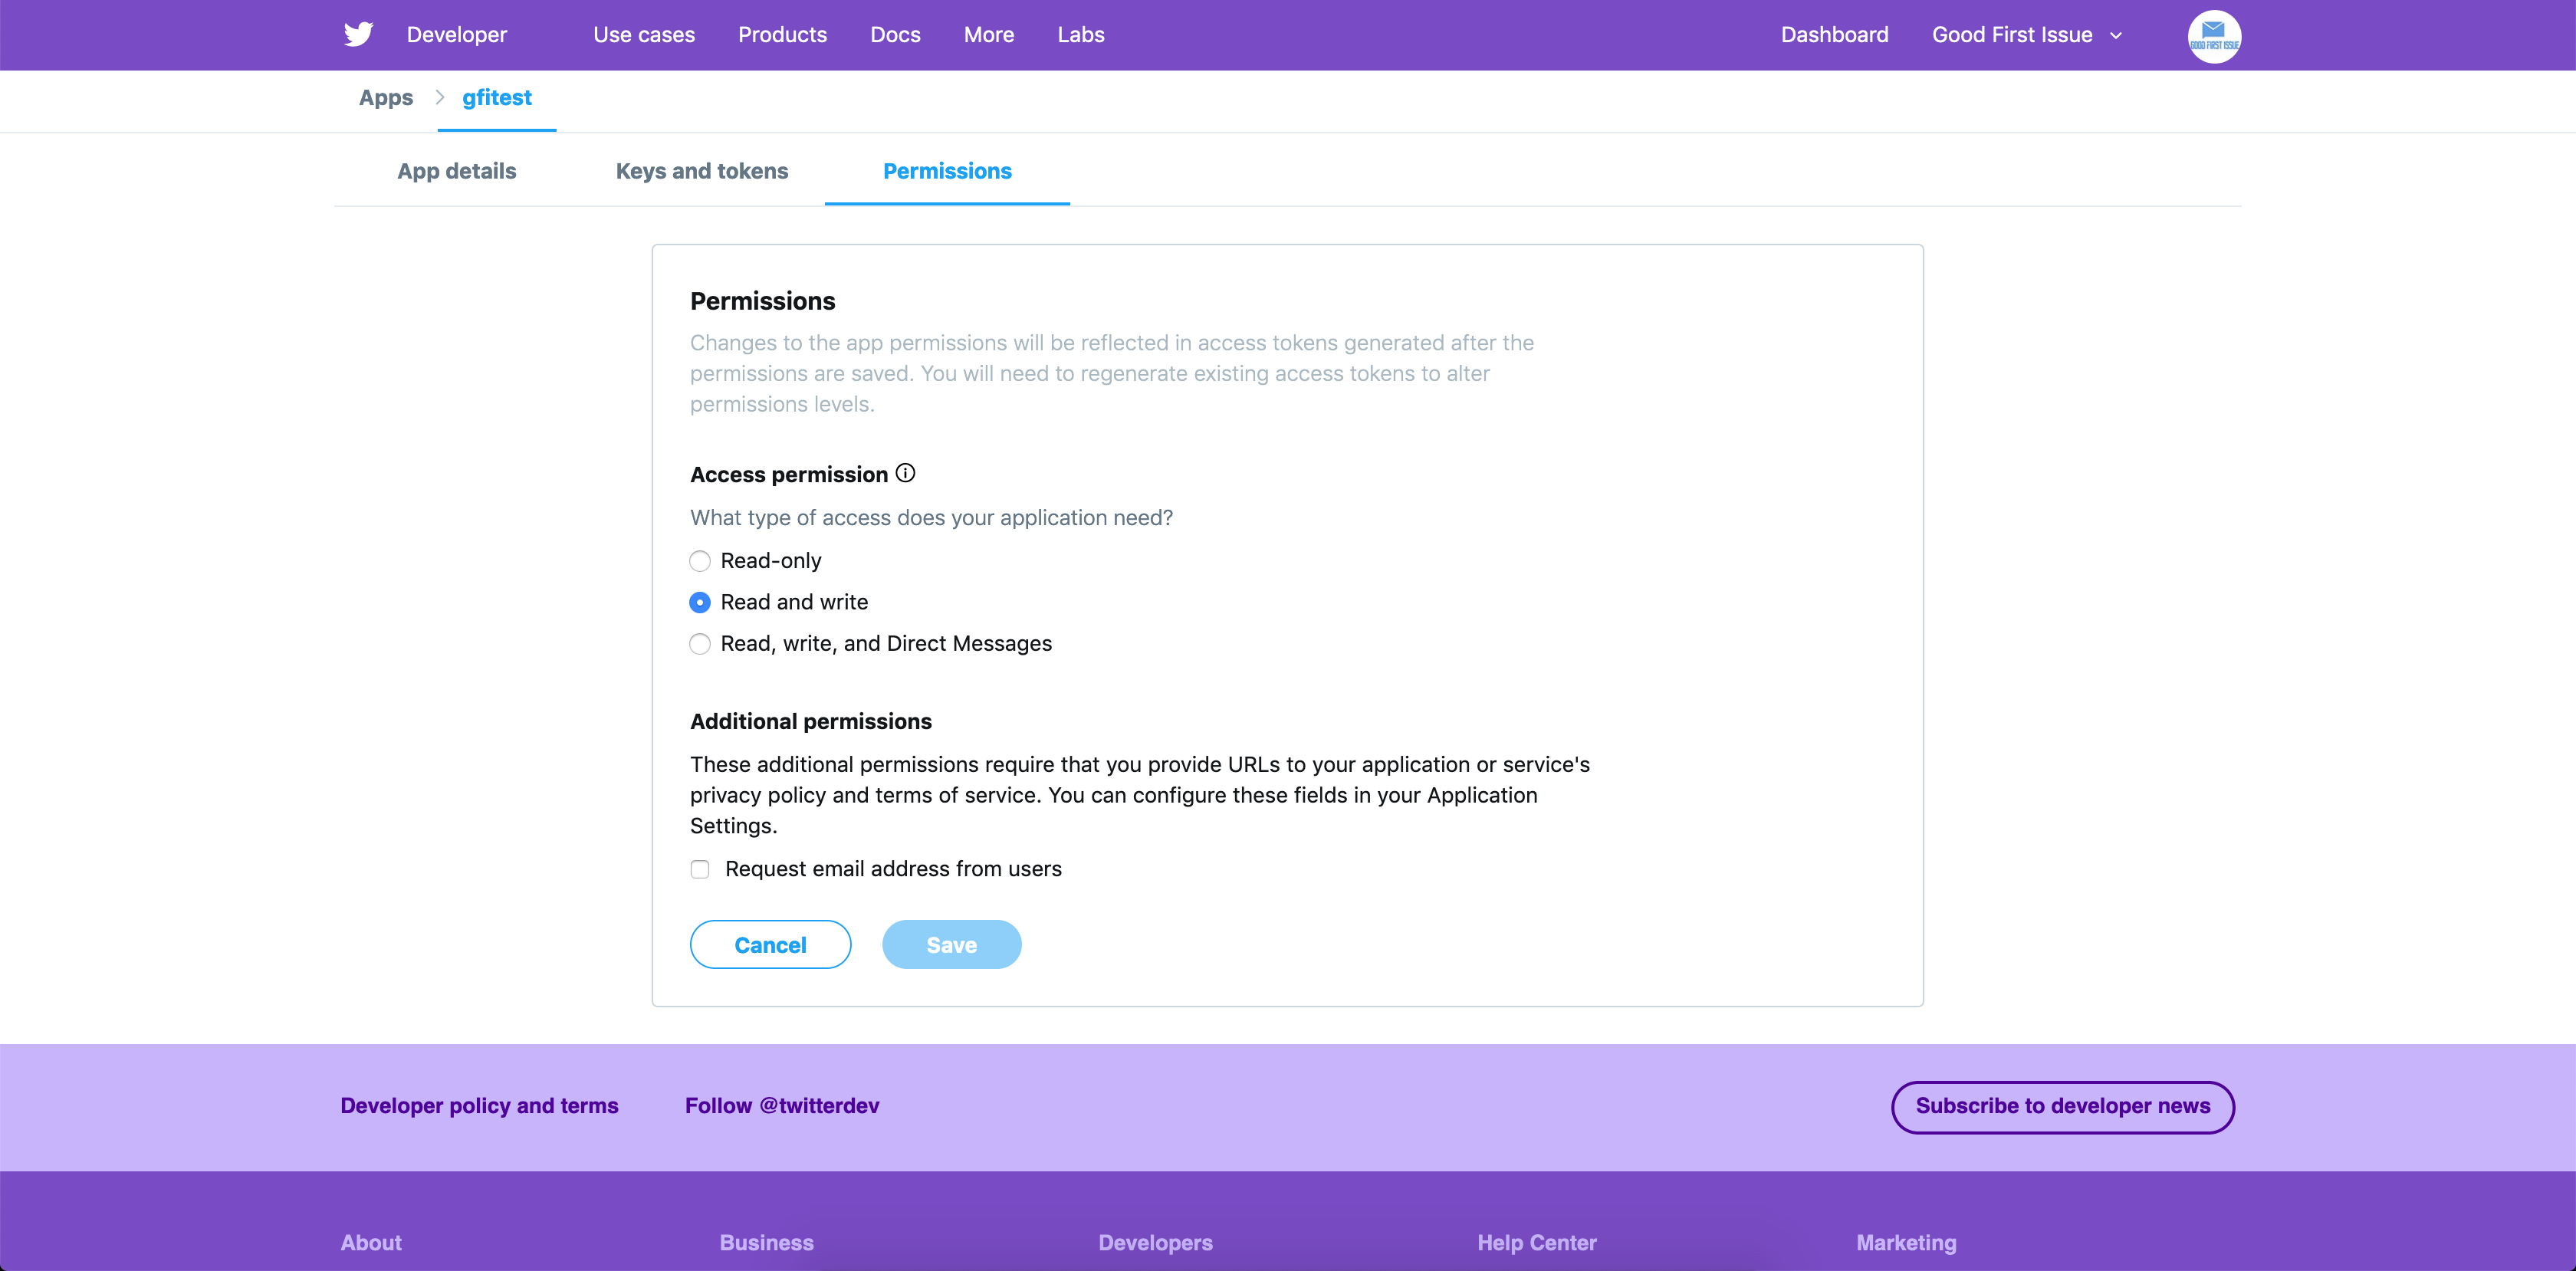 Developer Use cases Products Docs More Labs Dashboard Good First Issue
GOOD FIRST ISSUE
Apps gfitest
App details Keys and tokens Permissions
Permissions
Changes to the app permissions will be reflected in access tokens generated after the
permissions are saved. You will need to regenerate existing access tokens to alter
permissions levels.
Access permission
What type of access does your application need?
Read-only
Read and write
Read, write, and Direct Messages
Additional permissions
These additional permissions require that you provide URLs to your application or service's
privacy policy and terms of service. You can configure these fields in your Application
Settings.
Request email address from users
Cancel Save
Developer policy and terms Follow @twitterdev Subscribe to developer news
About Business Developers Help Center Marketing